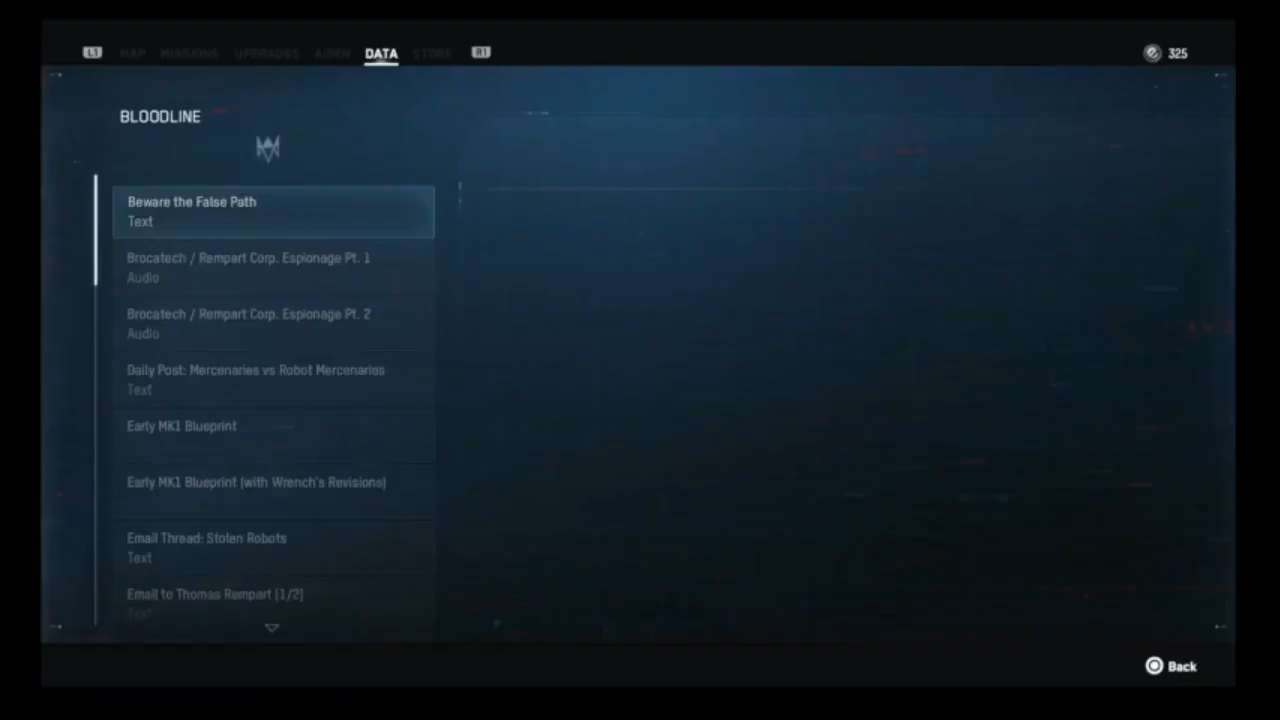 L1 MAP MISSIONS UPGRADES AIDEN DATA STORE R1
325
BLOODLINE
Beware the False Path
Text
Brocatech / Rempart Corp. Espionage Pt. 1
Audio
Brocatech / Rempart Corp. Espionage Pt. 2
Audio
Daily Post: Mercenaries vs Robot Mercenaries
Text
Early MK1 Blueprint
Early MK1 Blueprint (with Wrench's Revisions)
Email Thread: Stolen Robots
Text
Email to Thomas Rempart (1/2)
Text
Back